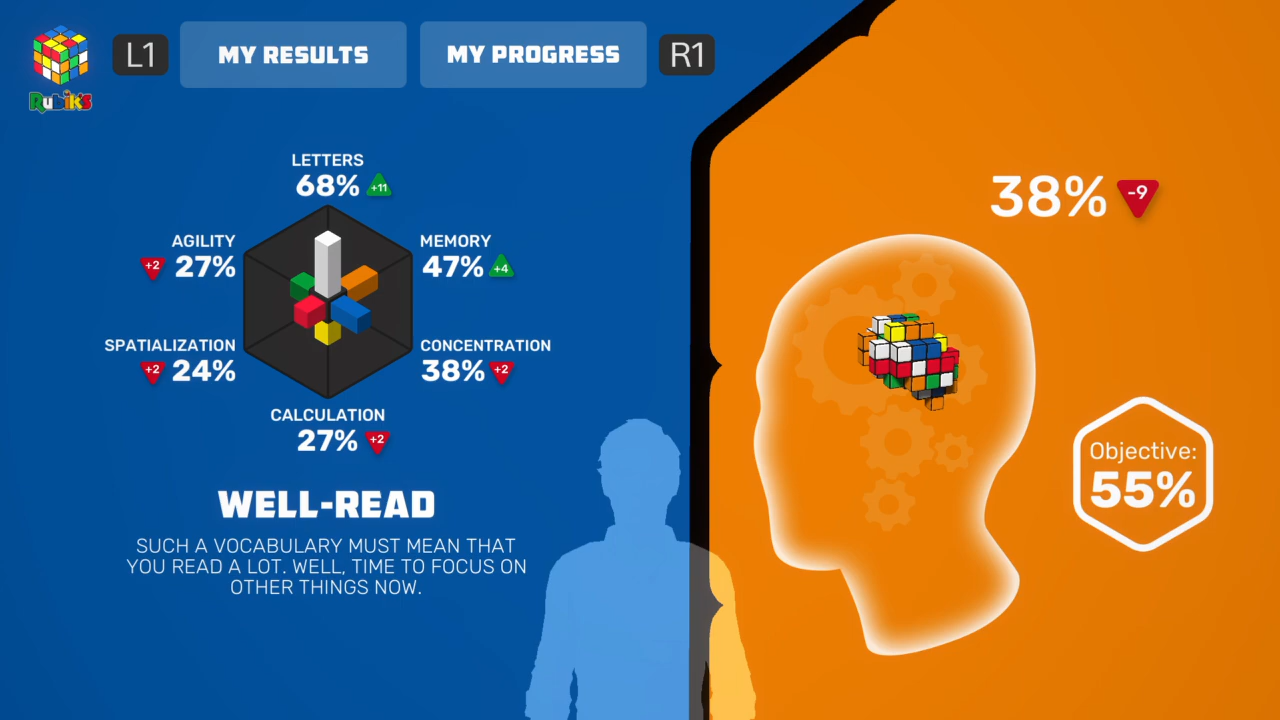 L1
MY RESULTS
MY PROGRESS
R1
Rubik's
LETTERS
68% +11
AGILITY
+2 27%
MEMORY
47% +4
SPATIALIZATION
+2 24%
CONCENTRATION
38% +2
CALCULATION
27% +2
WELL-READ
SUCH A VOCABULARY MUST MEAN THAT
YOU READ A LOT. WELL, TIME TO FOCUS ON
OTHER THINGS NOW.
38% -9
Objective:
55%